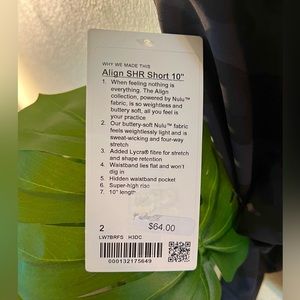 WHY WE MADE THIS
Align SHR Short 10"
1. When feeling nothing is
everything. The Align
collection, powered by Nulu™
fabric, is so weightless and
buttery soft, all you feel is
your practice
2. Our buttery-soft Nulu™ fabric
feels weightlessly light and is
sweat-wicking and four-way
stretch
3. Added Lycra® fibre for stretch
and shape retention
4. Waistband lies flat and won't
dig in
5. Hidden waistband pocket
6. Super-high rise
7. 10" length
2
$64.00
LW7BRFS H3DC
000132175649